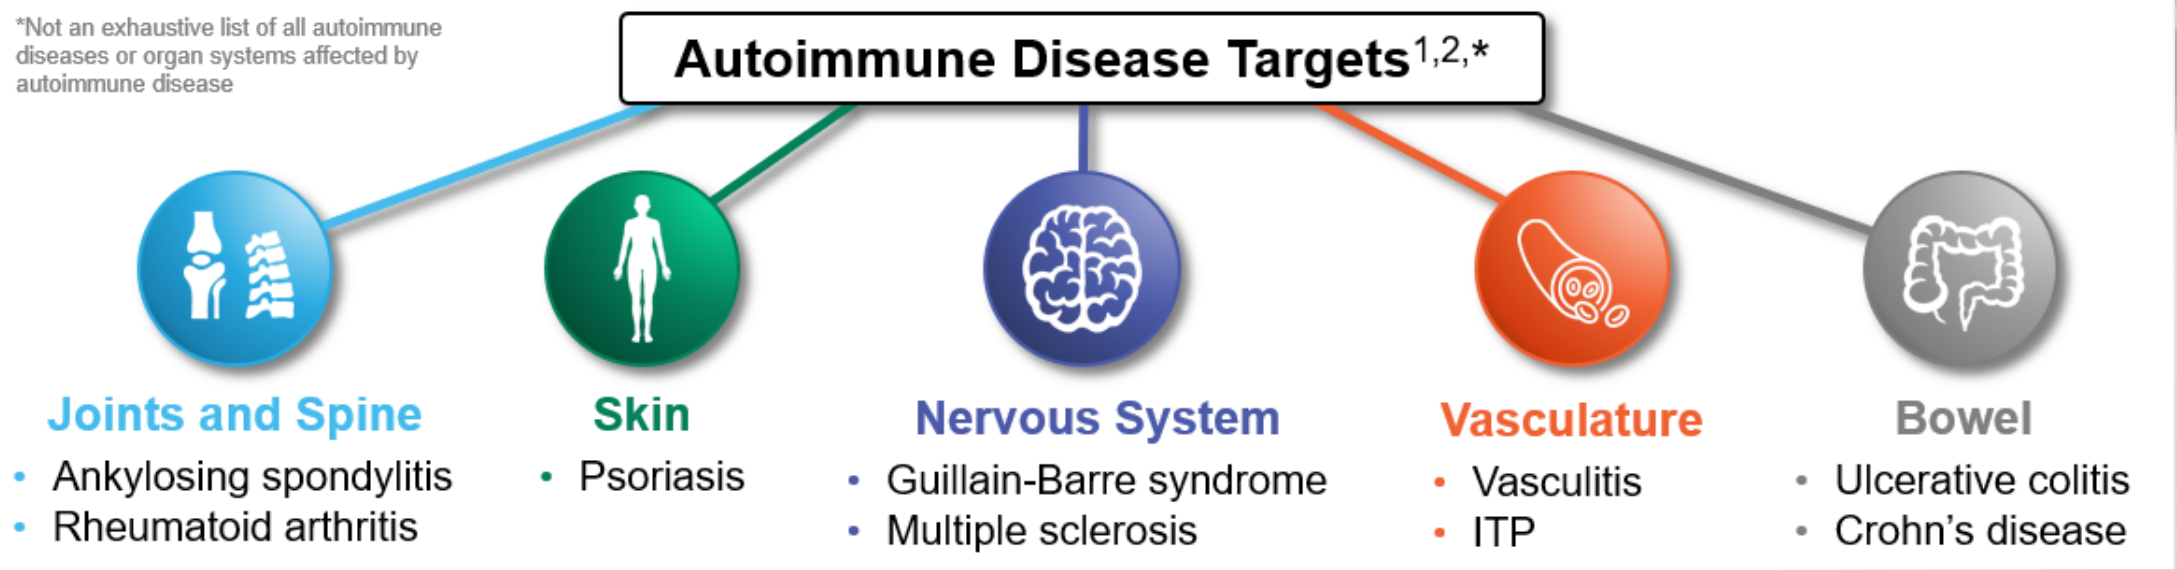 *Not an exhaustive list of all autoimmune
diseases or organ systems affected by
autoimmune disease
Autoimmune Disease Targets1,2,*
Joints and Spine
• Ankylosing spondylitis
• Rheumatoid arthritis
Skin
• Psoriasis
Nervous System
• Guillain-Barre syndrome
• Multiple sclerosis
Vasculature
• Vasculitis
• ITP
Bowel
• Ulcerative colitis
• Crohn’s disease